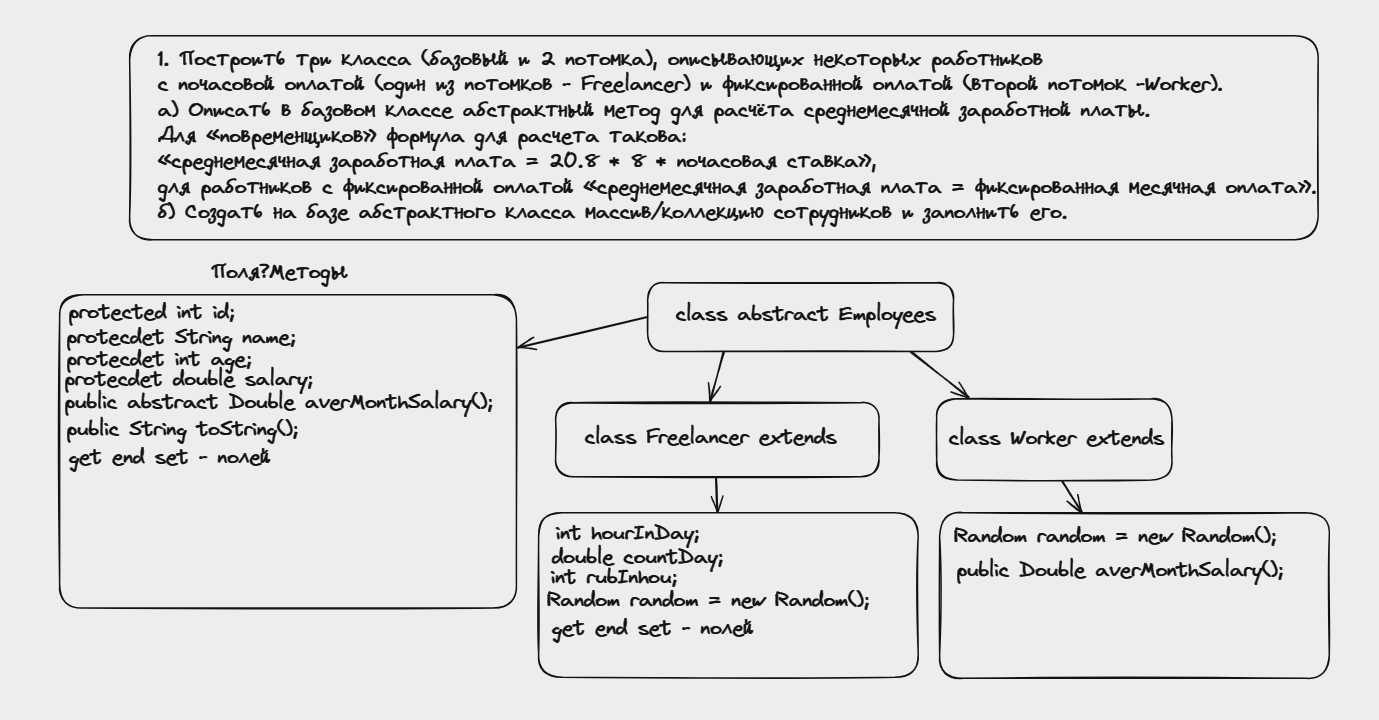 1. Построить три класса (базовый и 2 потомка), описывающих некоторых работников
с почасовой оплатой (один из потомков - Freelancer) и фиксированной оплатой (второй потомок -Worker).
а) Описать в базовом классе абстрактный метод для расчёта среднемесячной заработной платы.
Для «повременщиков» формула для расчета такова:
«среднемесячная заработная плата = 20.8 * 8 * почасовая ставка»,
для работников с фиксированной оплатой «среднемесячная заработная плата = фиксированная месячная оплата».
б) Создать на базе абстрактного класса массив/коллекцию сотрудников и заполнить его.
Поля?Методы
protected int id;
protecdet String name;
protecdet int age;
protecdet double salary;
public abstract Double averMonthSalary();
public String toString();
get end set - полей
class abstract Employees
class Freelancer extends
class Worker extends
int hourInDay;
double countDay;
int rubInhou;
Random random = new Random();
get end set - полей
Random random = new Random();
public Double averMonthSalary();